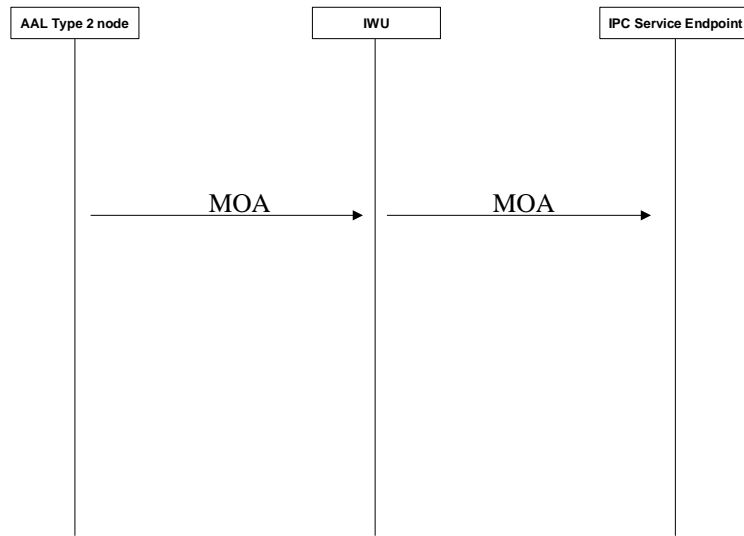 AAL Type 2 node
IWU
IPC Service Endpoint
MOA
MOA